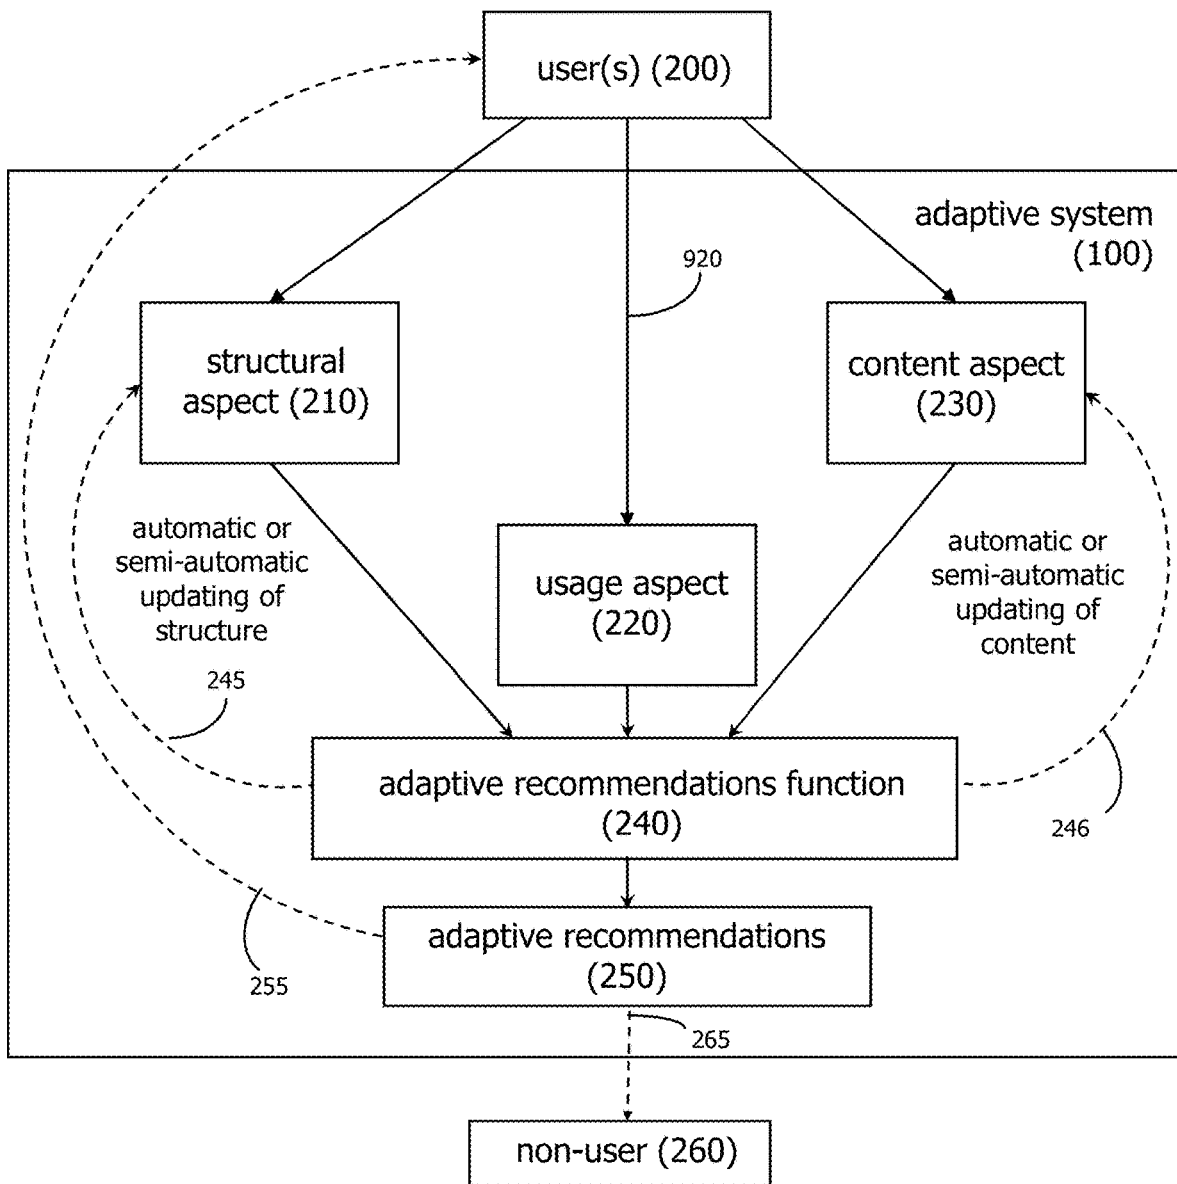 user(s) (200)
adaptive system
(100)
920
structural
aspect (210)
content aspect
(230)
automatic or
semi-automatic
updating of
structure
usage aspect
(220)
automatic or
semi-automatic
updating of
content
245
adaptive recommendations function
(240)
246
adaptive recommendations
(250)
255
265
non-user (260)